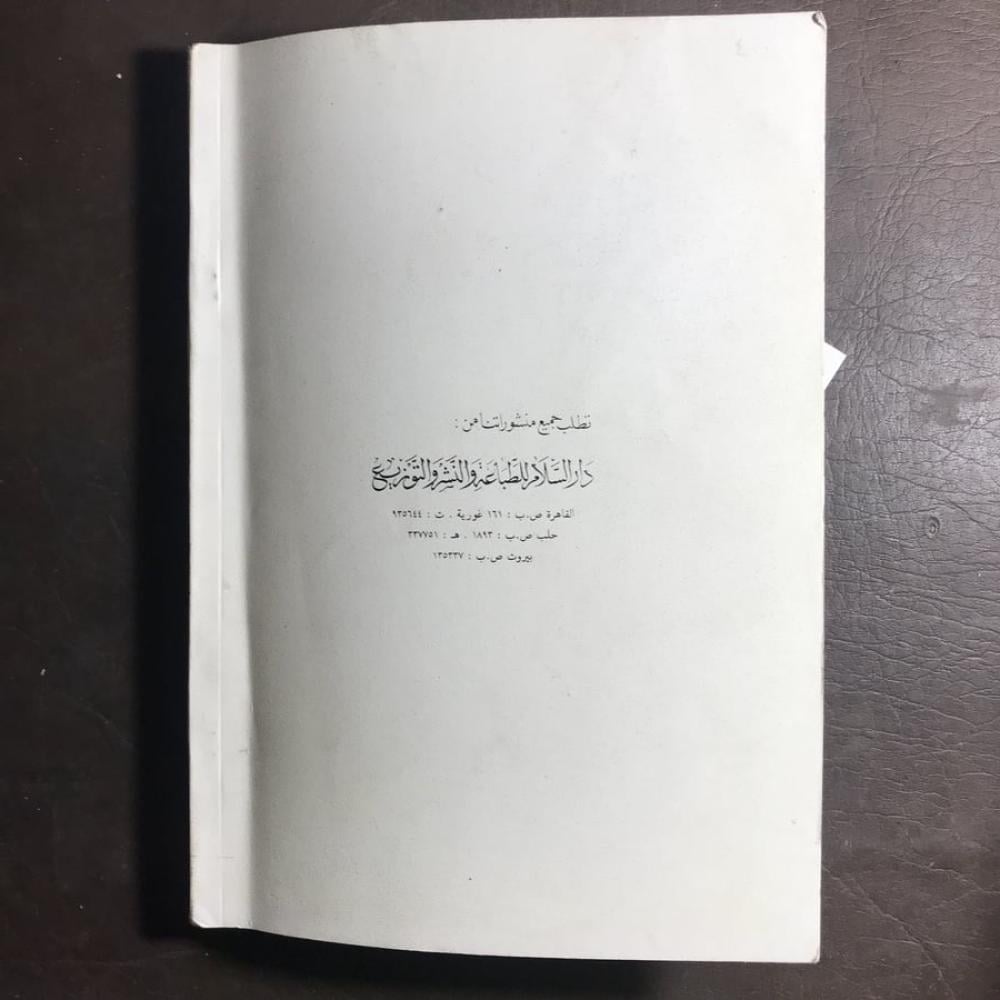 تطلب جميع منشوراتنا من :
دار السلام للطباعة والنشر والتوزيع
القاهرة ص.ب : ١٦١ غورية . ت : ٩٣٥٦٤٤
حلب ص.ب : ١٨٩٣ . هـ : ٣٣٧٧٥١
بيروت ص.ب : ١٣٥٣٣٧